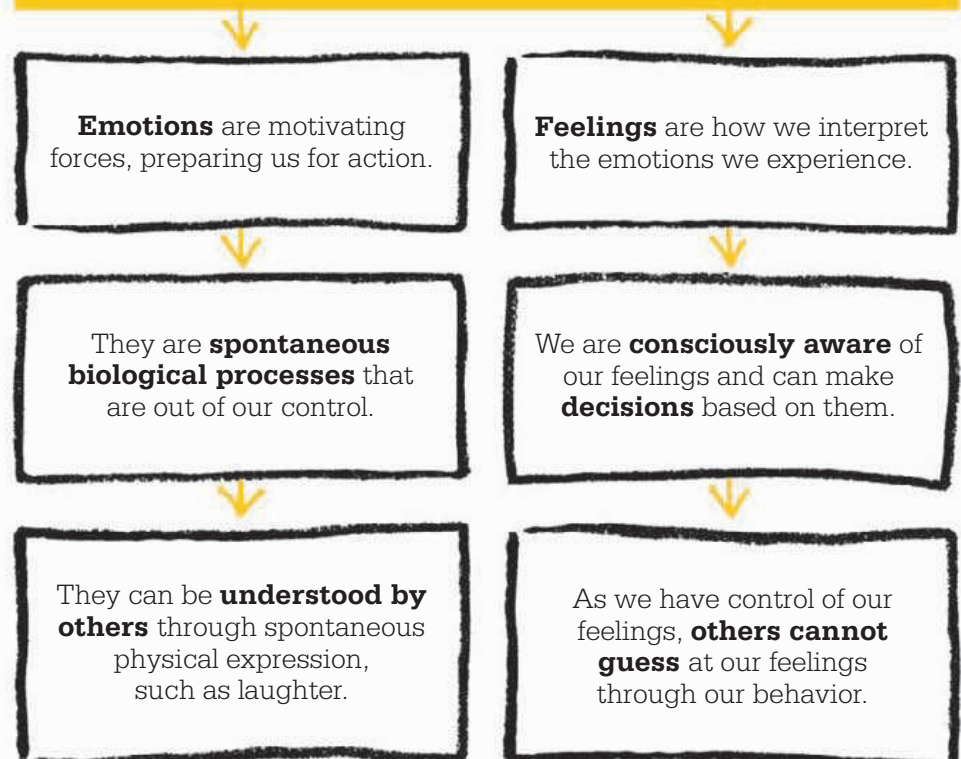 Emotions are motivating
forces, preparing us for action.
They are spontaneous
biological processes that
are out of our control.
They can be understood by
others through spontaneous
physical expression,
such as laughter.
Feelings are how we interpret
the emotions we experience.
We are consciously aware of
our feelings and can make
decisions based on them.
As we have control of our
feelings, others cannot
guess at our feelings
through our behavior.